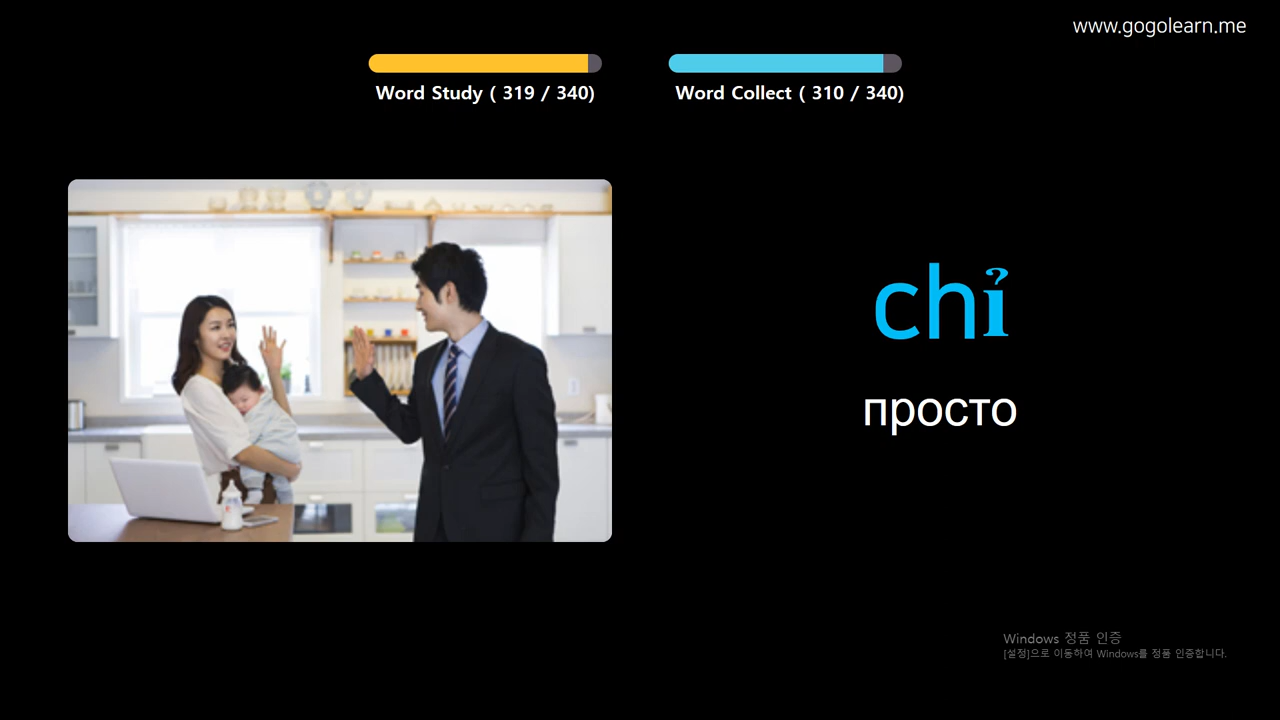 www.gogolearn.me
Word Study ( 319 / 340)
Word Collect ( 310 / 340)
chỉ
просто
Windows 정품 인증
[설정]으로 이동하여 Windows를 정품 인증합니다.